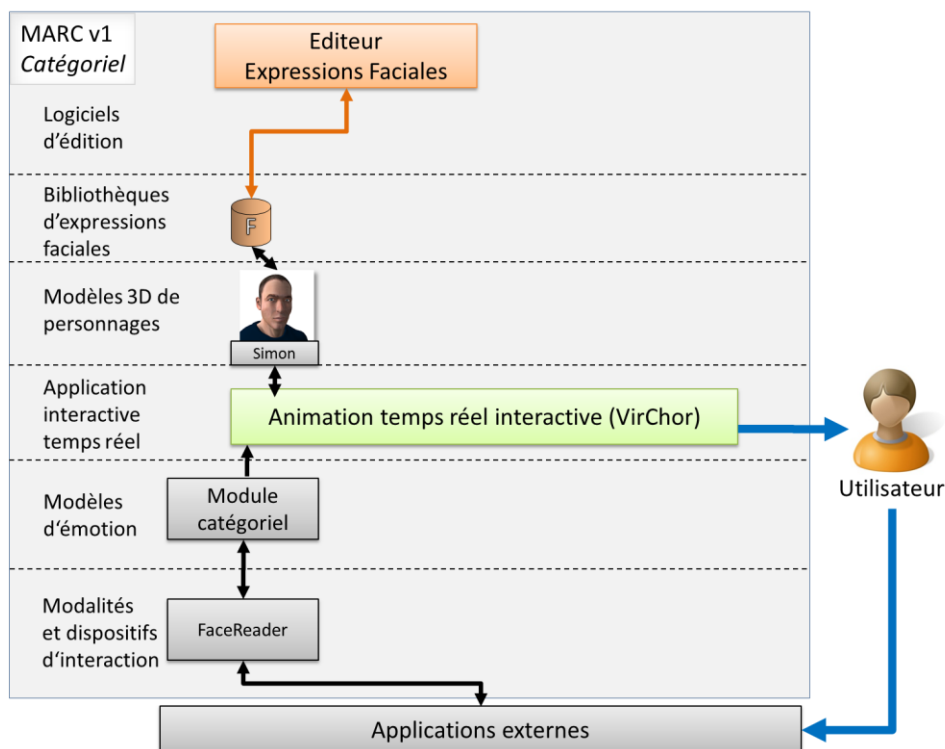 MARC v1
Catégoriel
Editeur
Expressions Faciales
Logiciels
d’édition
Bibliothèques
d’expressions
faciales
F
Modèles 3D de
personnages
Simon
Application
interactive
temps réel
Animation temps réel interactive (VirChor)
Utilisateur
Modèles
d‘émotion
Module
catégoriel
Modalités
et dispositifs
d‘interaction
FaceReader
Applications externes